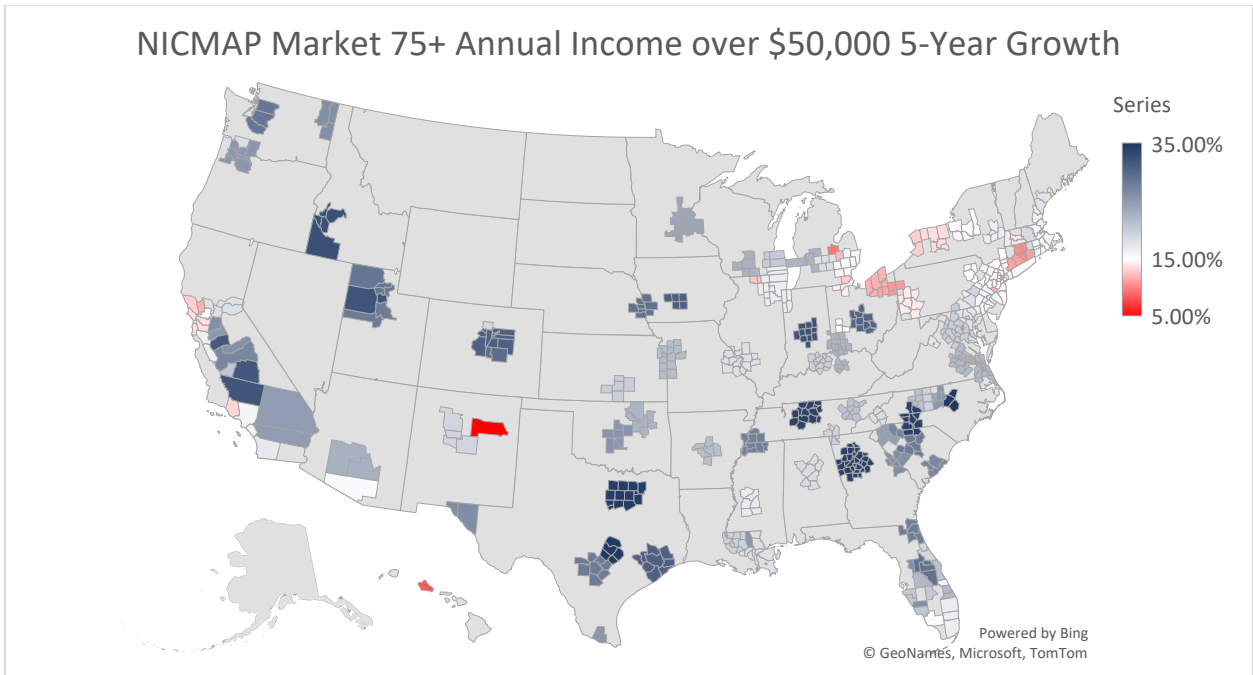 NICMAP Market 75+ Annual Income over $50,000 5-Year Growth
Series
35.00%
15.00%
5.00%
Powered by Bing
© GeoNames, Microsoft, TomTom